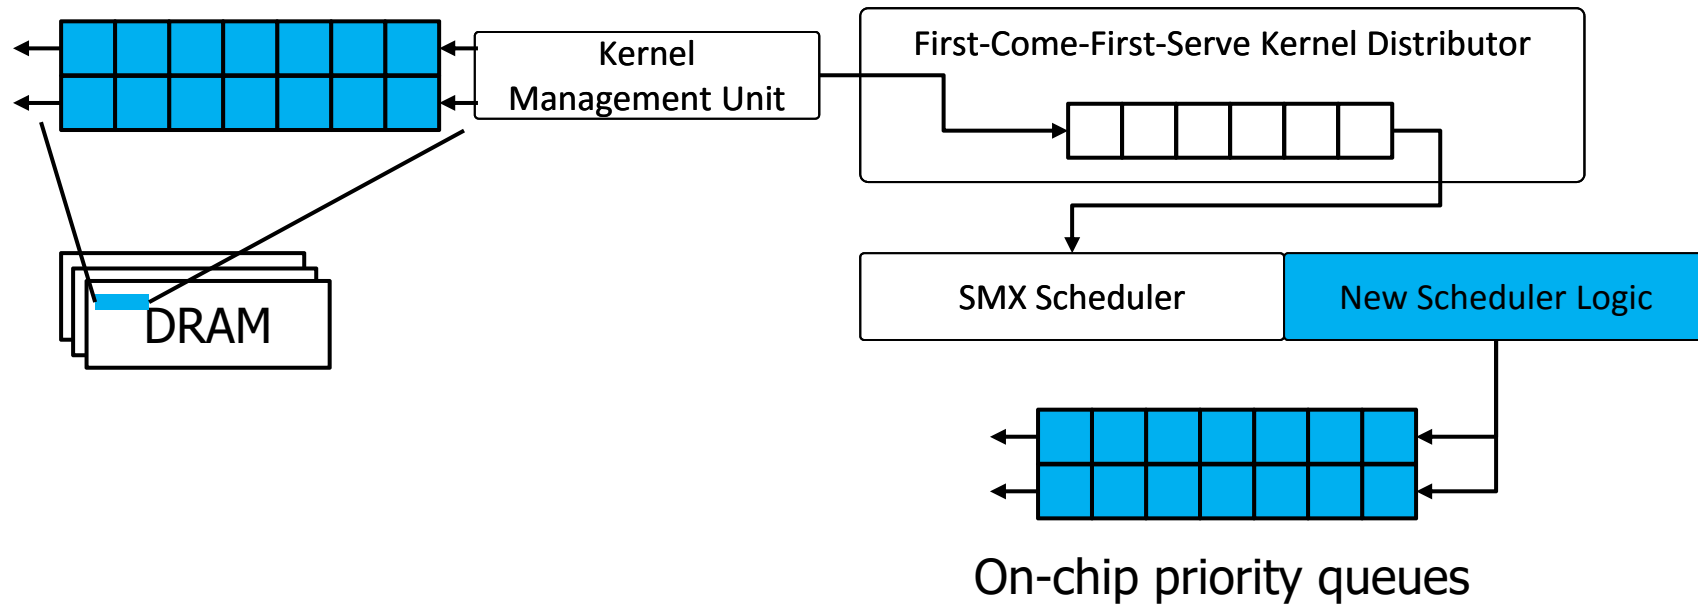 Kernel
Management Unit
First-Come-First-Serve Kernel Distributor
SMX Scheduler
New Scheduler Logic
DRAM
On-chip priority queues